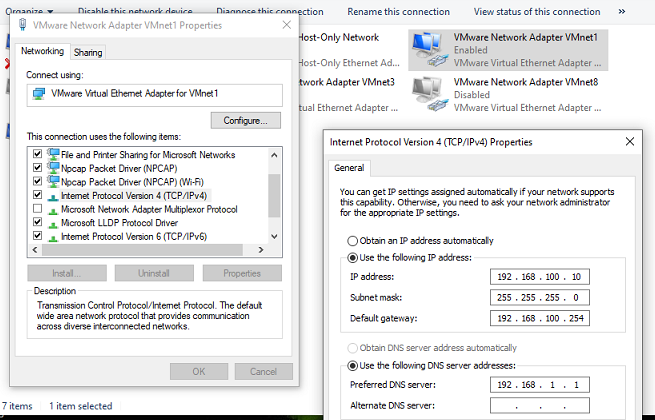 Organize Disable this network device Diagnose this connection Rename this connection View status of this connection »
VMware Network Adapter VMnet1 Properties
Networking Sharing
Connect using:
VMware Virtual Ethernet Adapter for VMnet1
Configure...
This connection uses the following items:
File and Printer Sharing for Microsoft Networks
Npcap Packet Driver (NPCAP)
Npcap Packet Driver (NPCAP) (Wi-Fi)
Internet Protocol Version 4 (TCP/IPv4)
Microsoft Network Adapter Multiplexor Protocol
Microsoft LLDP Protocol Driver
Internet Protocol Version 6 (TCP/IPv6)
Install... Uninstall Properties
Description
Transmission Control Protocol/Internet Protocol. The default
wide area network protocol that provides communication
across diverse interconnected networks.
OK Cancel
7 items 1 item selected
Host-Only Network
Host-Only Ethernet Ad...
etwork Adapter VMnet3
rtual Ethernet Adapter ...
VMware Network Adapter VMnet1
Enabled
VMware Virtual Ethernet Adapter ...
VMware Network Adapter VMnet8
Disabled
VMware Virtual Ethernet Adapter ...
Internet Protocol Version 4 (TCP/IPv4) Properties
General
You can get IP settings assigned automatically if your network supports
this capability. Otherwise, you need to ask your network administrator
for the appropriate IP settings.
Obtain an IP address automatically
Use the following IP address:
IP address: 192 . 168 . 100 . 10
Subnet mask: 255 . 255 . 255 . 0
Default gateway: 192 . 168 . 100 . 254
Obtain DNS server address automatically
Use the following DNS server addresses:
Preferred DNS server: 192 . 168 . 1 . 1
Alternate DNS server: . . .